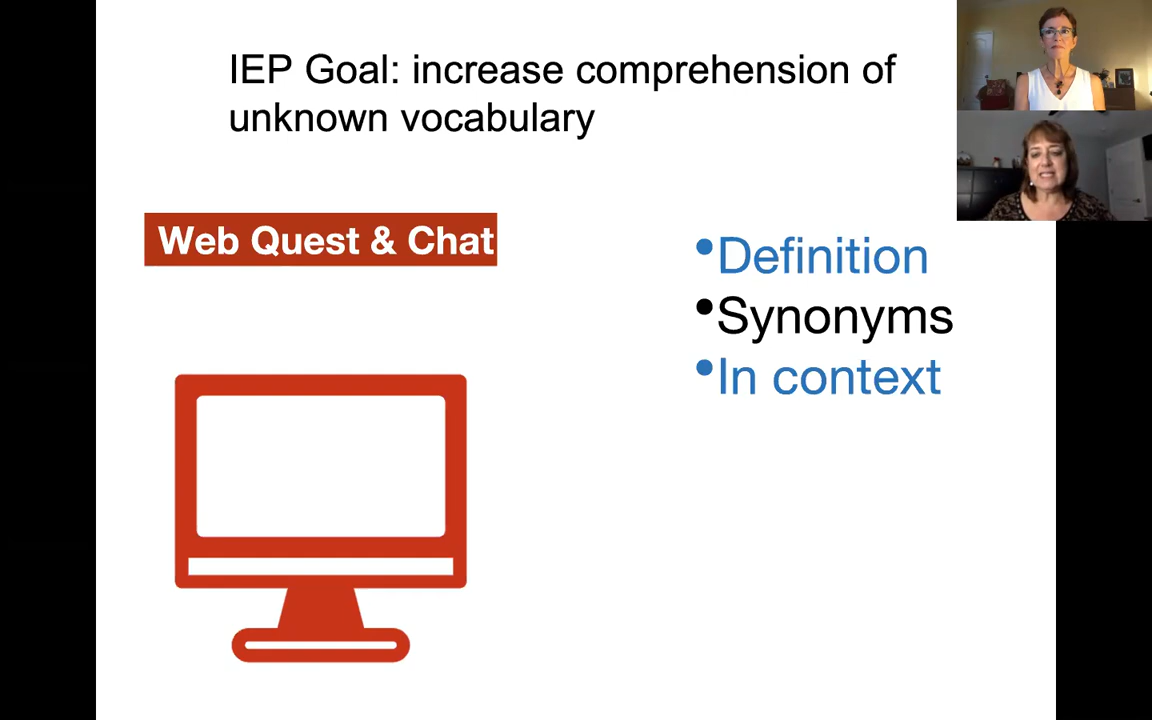 IEP Goal: increase comprehension of
unknown vocabulary
Web Quest & Chat
•Definition
•Synonyms
•In context